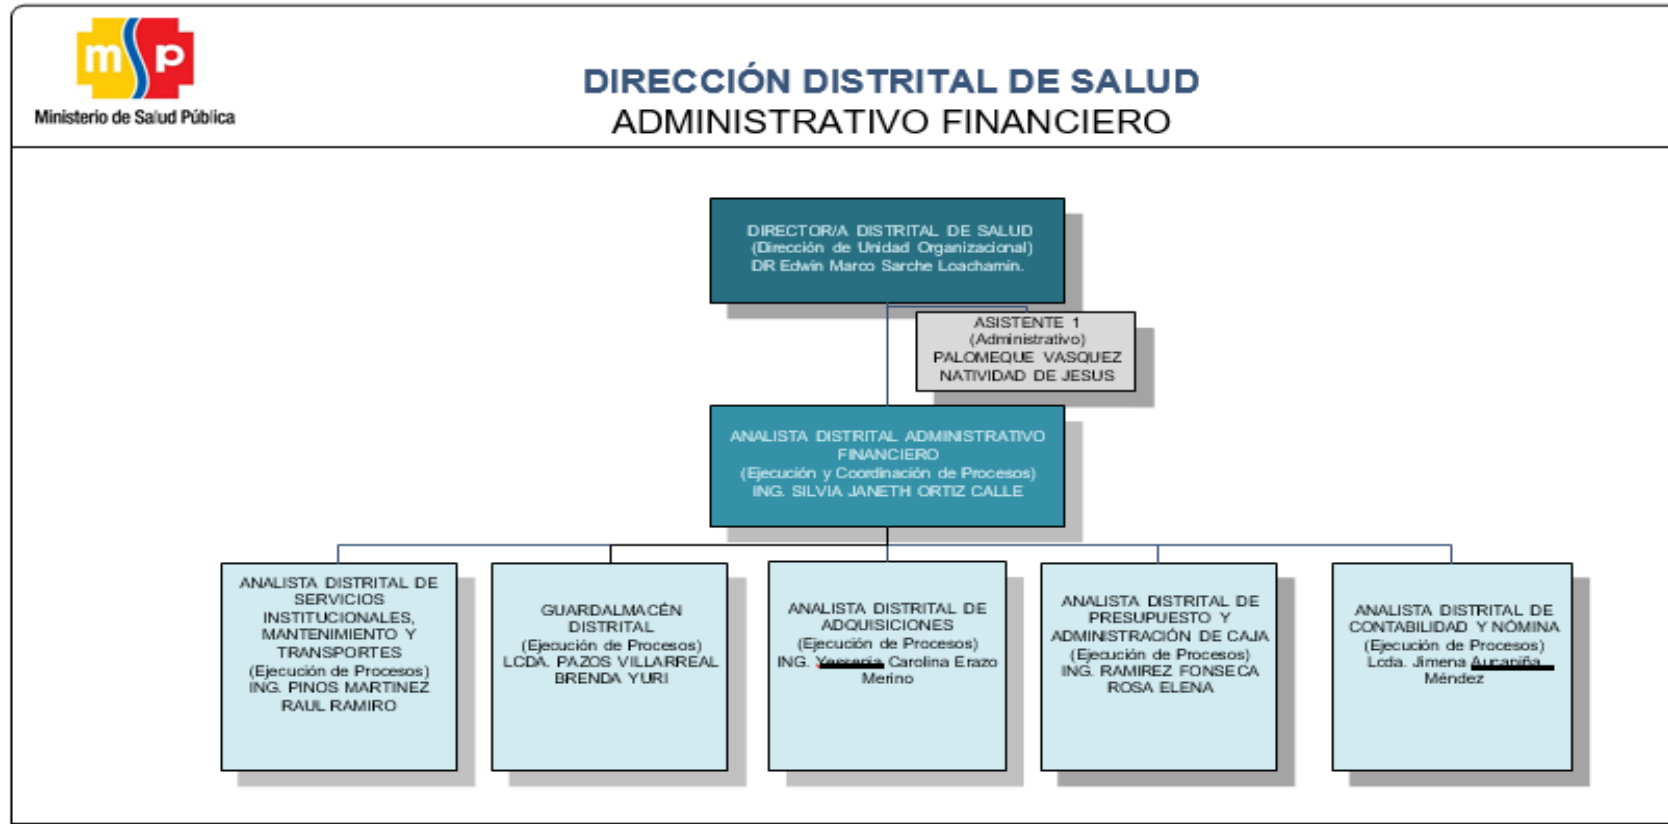 msp
Ministerio de Salud Pública
DIRECCIÓN DISTRITAL DE SALUD
ADMINISTRATIVO FINANCIERO
DIRECTOR/A DISTRITAL DE SALUD
(Dirección de Unidad Organizacional)
DR Edwin Marco Sarche Loachamin.
ASISTENTE 1
(Administrativo)
PALOMEQUE VASQUEZ
NATIVIDAD DE JESUS
ANALISTA DISTRITAL ADMINISTRATIVO
FINANCIERO
(Ejecución y Coordinación de Procesos)
ING. SILVIA JANETH ORTIZ CALLE
ANALISTA DISTRITAL DE
SERVICIOS
INSTITUCIONALES,
MANTENIMIENTO Y
TRANSPORTES
(Ejecución de Procesos)
ING. PINOS MARTINEZ
RAUL RAMIRO
GUARDALMACÉN
DISTRITAL
(Ejecución de Procesos)
LCDA. PAZOS VILLARREAL
BRENDA YURI
ANALISTA DISTRITAL DE
ADQUISICIONES
(Ejecución de Procesos)
ING. Carolina Erazo
Merino
ANALISTA DISTRITAL DE
PRESUPUESTO Y
ADMINISTRACIÓN DE CAJA
(Ejecución de Procesos)
ING. RAMIREZ FONSECA
ROSA ELENA
ANALISTA DISTRITAL DE
CONTABILIDAD Y NÓMINA
(Ejecución de Procesos)
Lcda. Jimena
Méndez